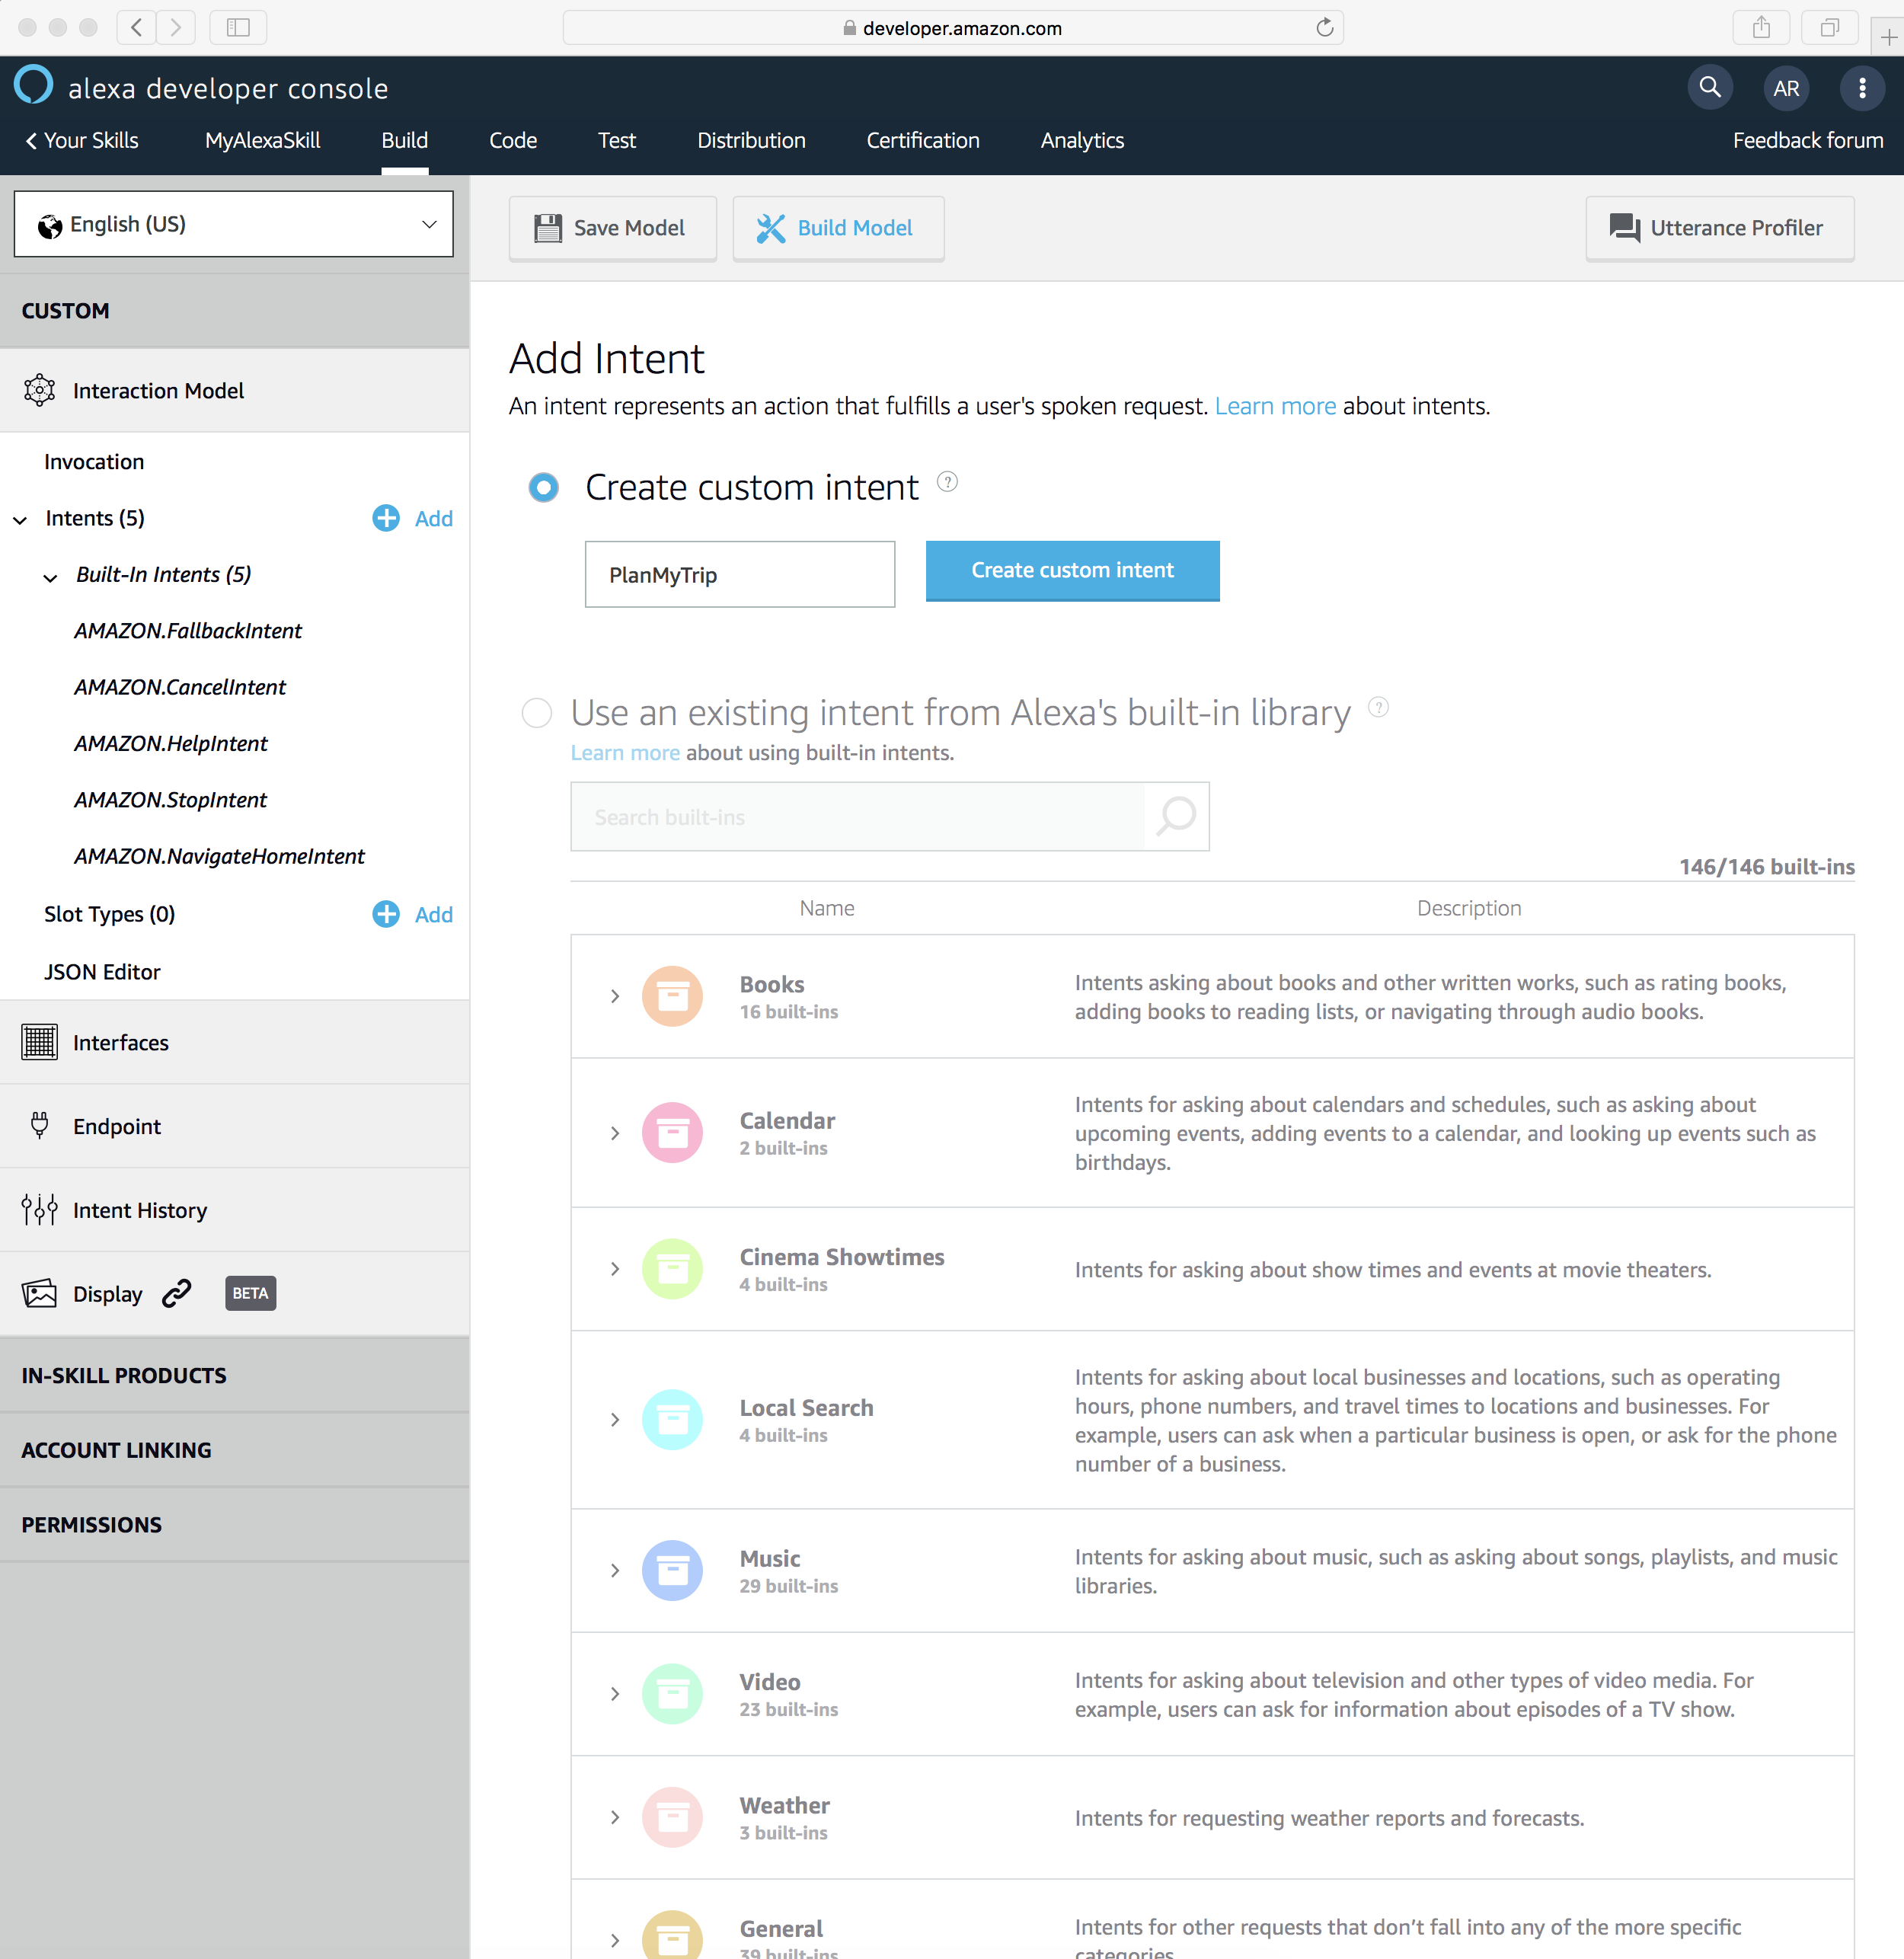 developer.amazon.com
alexa developer console
AR
Your Skills
MyAlexaSkill
Build
Code
Test
Distribution
Certification
Analytics
Feedback forum
English (US)
Save Model
Build Model
Utterance Profiler
CUSTOM
Interaction Model
Invocation
Intents (5)
Add
Built-In Intents (5)
AMAZON.FallbackIntent
AMAZON.CancelIntent
AMAZON.HelpIntent
AMAZON.StopIntent
AMAZON.NavigateHomeIntent
Slot Types (0)
Add
JSON Editor
Interfaces
Endpoint
Intent History
Display
BETA
IN-SKILL PRODUCTS
ACCOUNT LINKING
PERMISSIONS
Add Intent
An intent represents an action that fulfills a user's spoken request. Learn more about intents.
Create custom intent ?
PlanMyTrip
Create custom intent
Use an existing intent from Alexa's built-in library ?
Learn more about using built-in intents.
Search built-ins
146/146 built-ins
Name
Description
Books
16 built-ins
Intents asking about books and other written works, such as rating books,
adding books to reading lists, or navigating through audio books.
Calendar
2 built-ins
Intents for asking about calendars and schedules, such as asking about
upcoming events, adding events to a calendar, and looking up events such as
birthdays.
Cinema Showtimes
4 built-ins
Intents for asking about show times and events at movie theaters.
Local Search
4 built-ins
Intents for asking about local businesses and locations, such as operating
hours, phone numbers, and travel times to locations and businesses. For
example, users can ask when a particular business is open, or ask for the phone
number of a business.
Music
29 built-ins
Intents for asking about music, such as asking about songs, playlists, and music
libraries.
Video
23 built-ins
Intents for asking about television and other types of video media. For
example, users can ask for information about episodes of a TV show.
Weather
3 built-ins
Intents for requesting weather reports and forecasts.
General
39 built-ins
Intents for other requests that don’t fall into any of the more specific
categories.